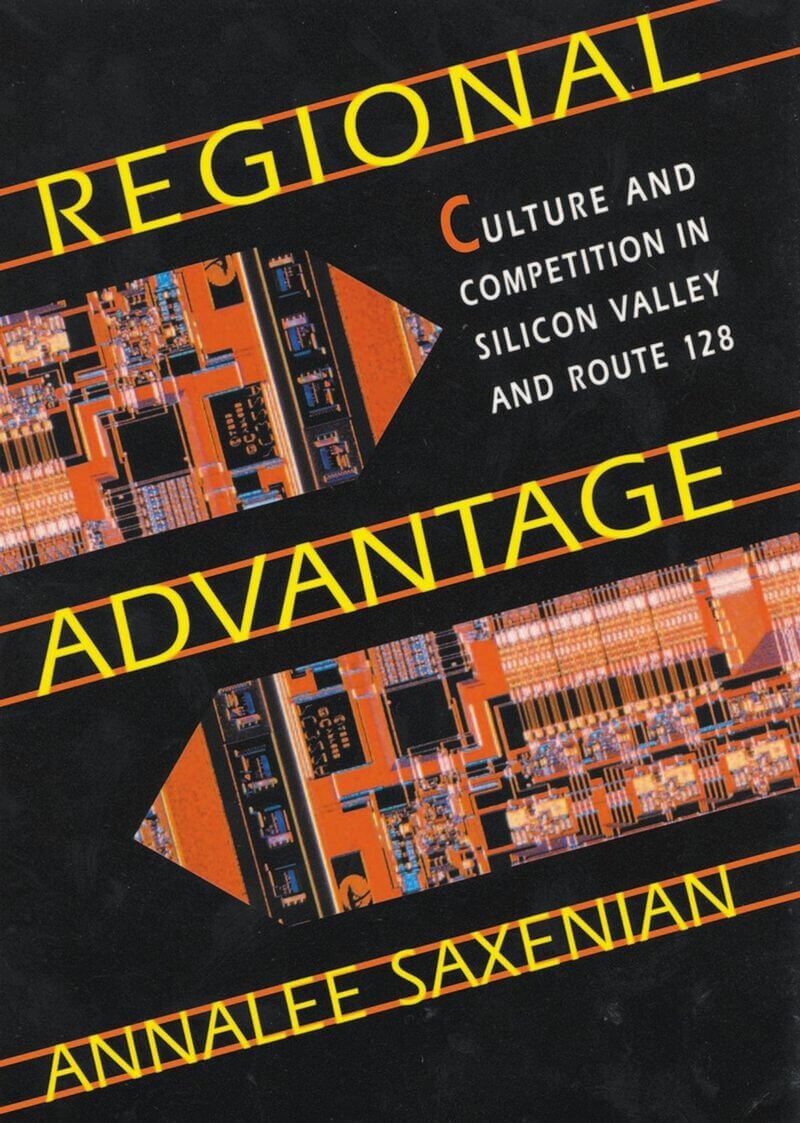 REGIONAL
CULTURE AND
COMPETITION IN
SILICON VALLEY
AND ROUTE 128
ADVANTAGE
ANNALEE SAXENIAN